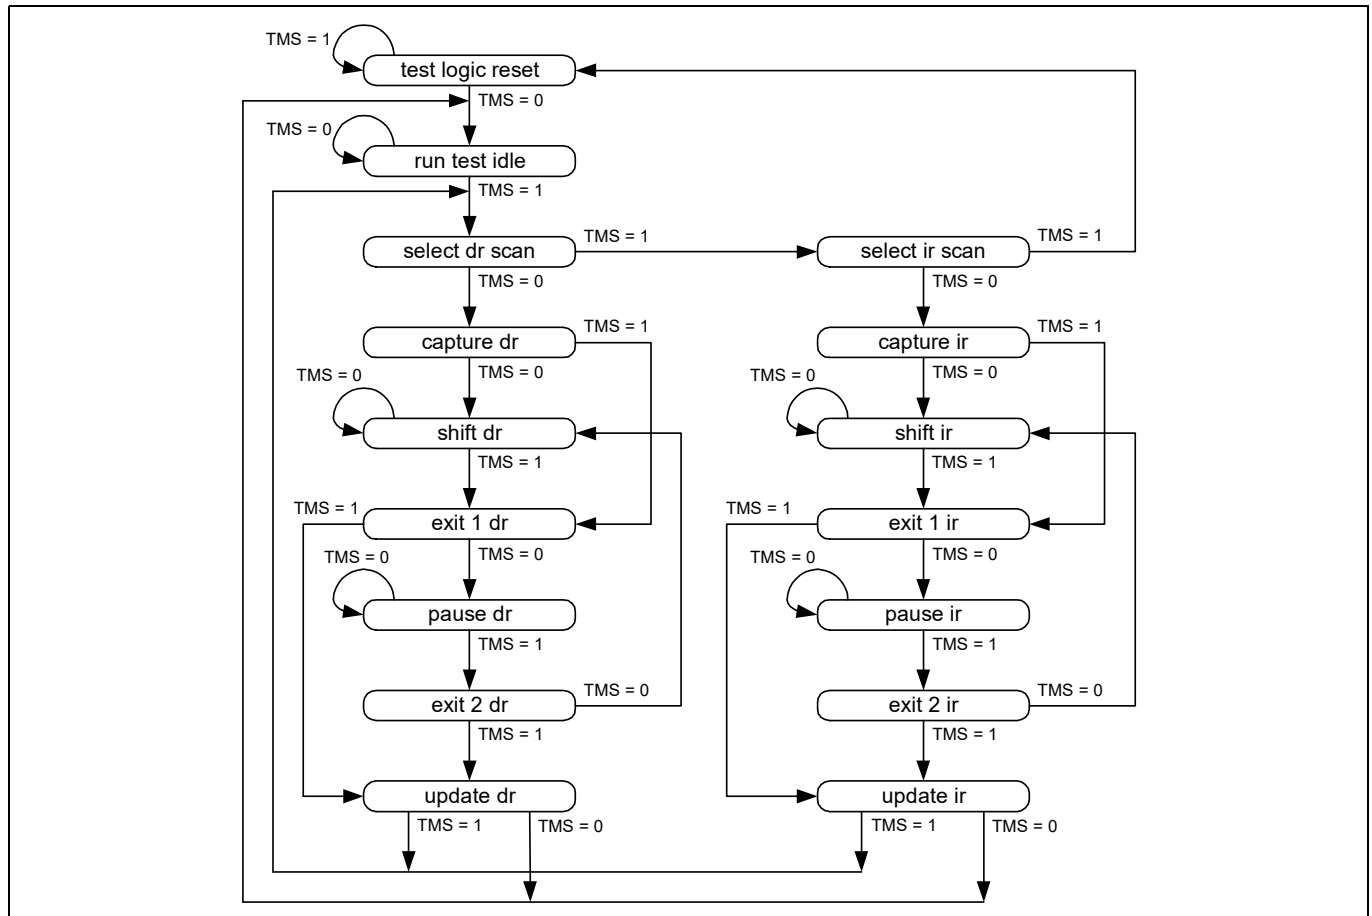 TMS = 1
test logic reset
TMS = 0
TMS = 0
run test idle
TMS = 1
select dr scan
TMS = 1
select ir scan
TMS = 1
TMS = 0
TMS = 0
capture dr
TMS = 1
capture ir
TMS = 1
TMS = 0
TMS = 0
TMS = 0
TMS = 0
shift dr
shift ir
TMS = 1
TMS = 1
TMS = 1
exit 1 dr
TMS = 1
exit 1 ir
TMS = 0
TMS = 0
TMS = 0
TMS = 0
pause dr
pause ir
TMS = 1
TMS = 1
exit 2 dr
TMS = 0
exit 2 ir
TMS = 0
TMS = 1
TMS = 1
update dr
update ir
TMS = 1
TMS = 0
TMS = 1
TMS = 0